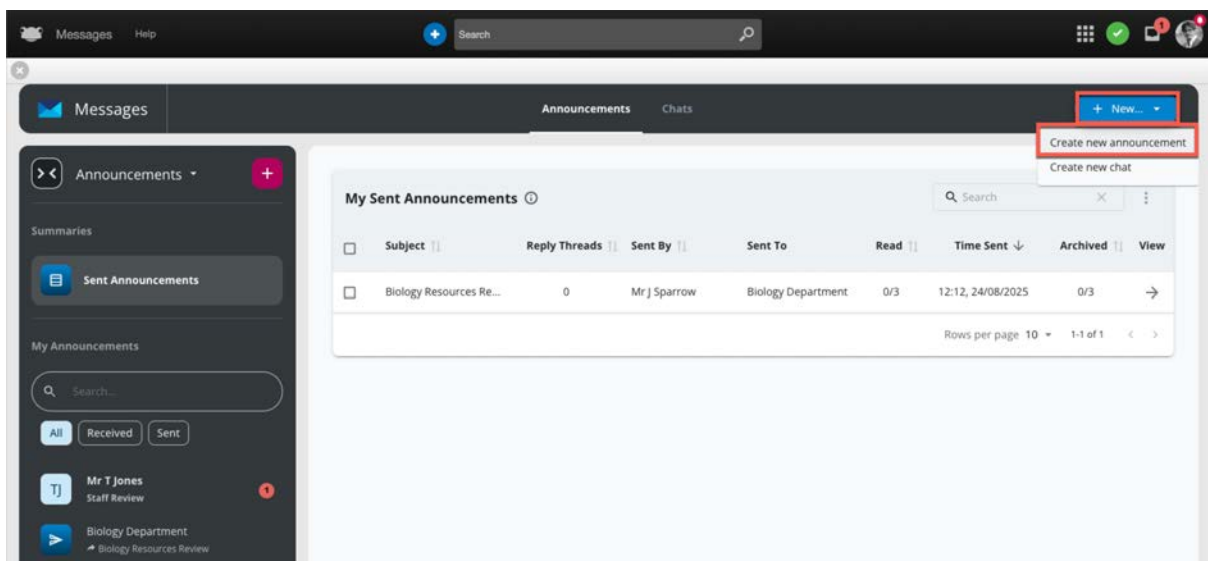 Messages Help Search 1
Messages Announcements Chats + New...
Create new announcement
Create new chat
Announcements +
Summaries
Sent Announcements
My Announcements
Search...
All Received Sent
TJ Mr T Jones 1
Staff Review
Biology Department
Biology Resources Review
My Sent Announcements Search
Subject Reply Threads Sent By Sent To Read Time Sent Archived View
Biology Resources Re... 0 Mr J Sparrow Biology Department 0/3 12:12, 24/08/2025 0/3
Rows per page 10 1-1 of 1